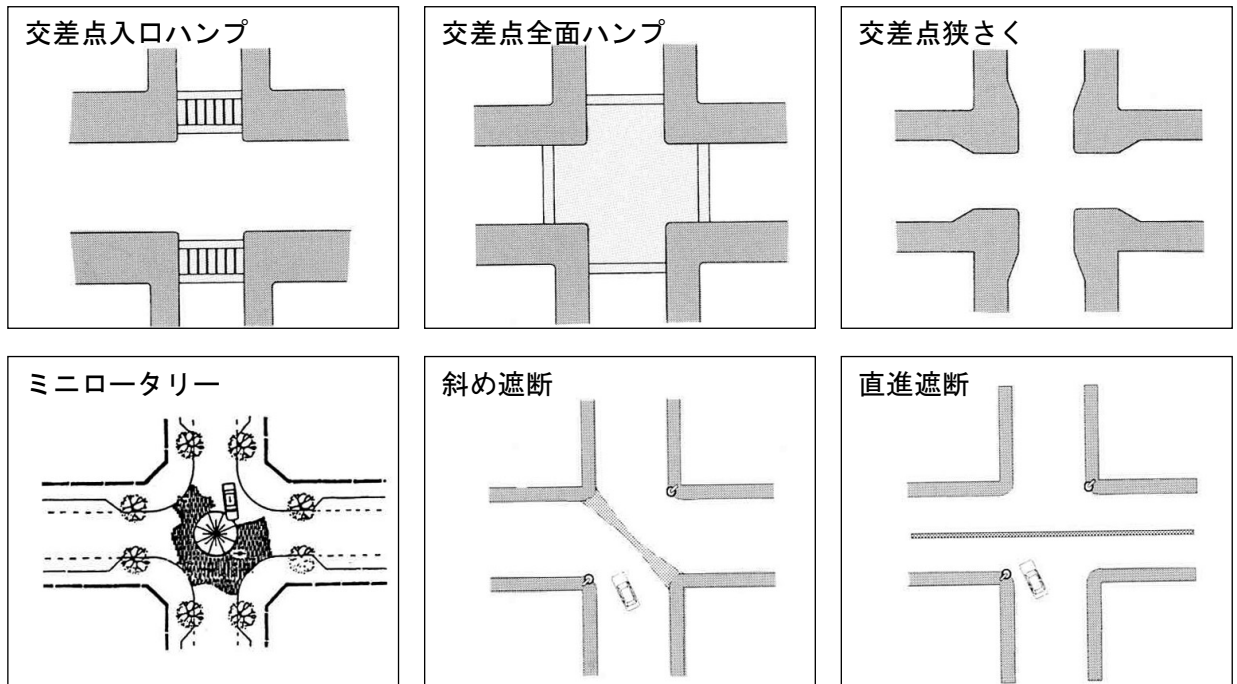 交差点入口ハンプ
交差点全面ハンプ
交差点狭さく
ミニロータリー
斜め遮断
直進遮断